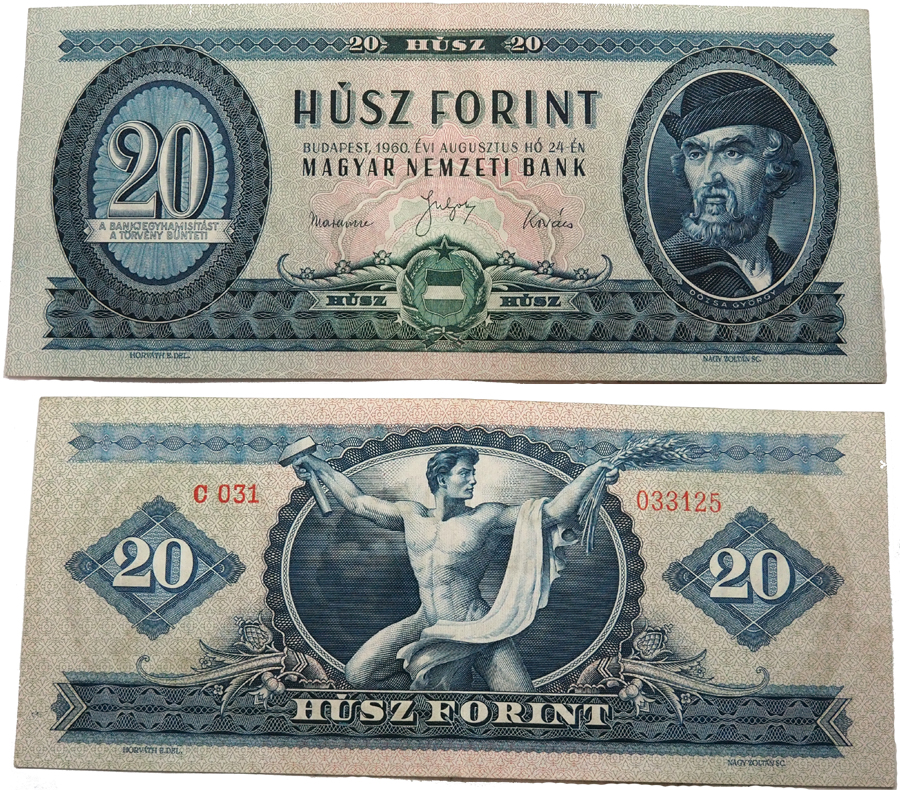 20 HÚSZ 20
HÚSZ FORINT
BUDAPEST, 1960. ÉVI AUGUSZTUS HÓ 24-ÉN
MAGYAR NEMZETI BANK
20
A BANKJEGYHAMISÍTÁST
A TÖRVÉNY BÜNTETI
Kovács
HÚSZ HÚSZ
DÓZSA GYÖRGY
HORVÁTH E. DEL. NAGY ZOLTÁN SC.
C 031 033125
20 20
HÚSZ FORINT
HORVÁTH E. DEL. NAGY ZOLTÁN SC.